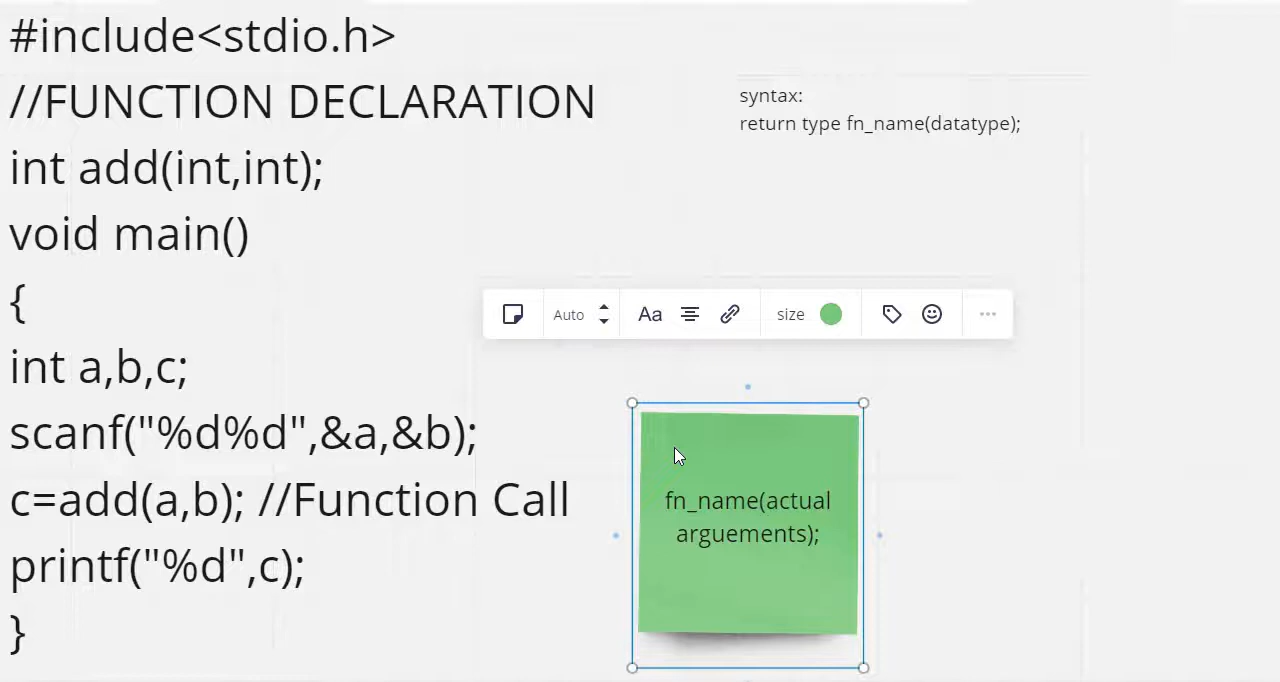 #include<stdio.h>
//FUNCTION DECLARATION
int add(int,int);
void main()
{
int a,b,c;
scanf("%d%d",&a,&b);
c=add(a,b); //Function Call
printf("%d",c);
}
syntax:
return type fn_name(datatype);
Auto
Aa
size
fn_name(actual
arguements);